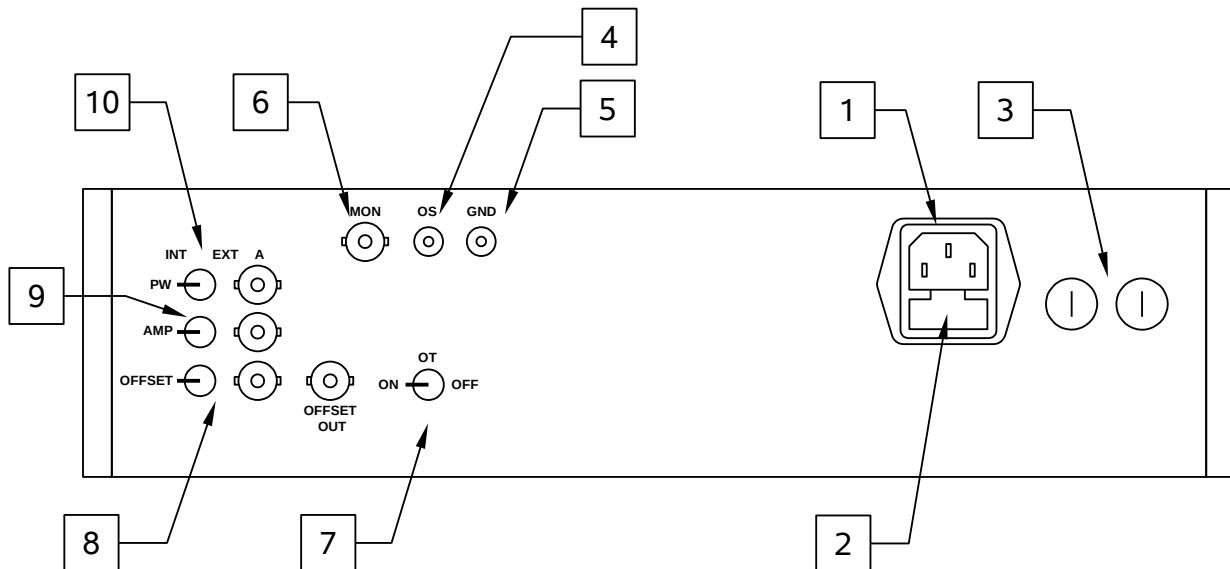 4
10
6
5
1
3
MON
OS
GND
INT
EXT
A
PW
9
AMP
OT
OFFSET
ON
OFF
OFFSET
OUT
8
7
2